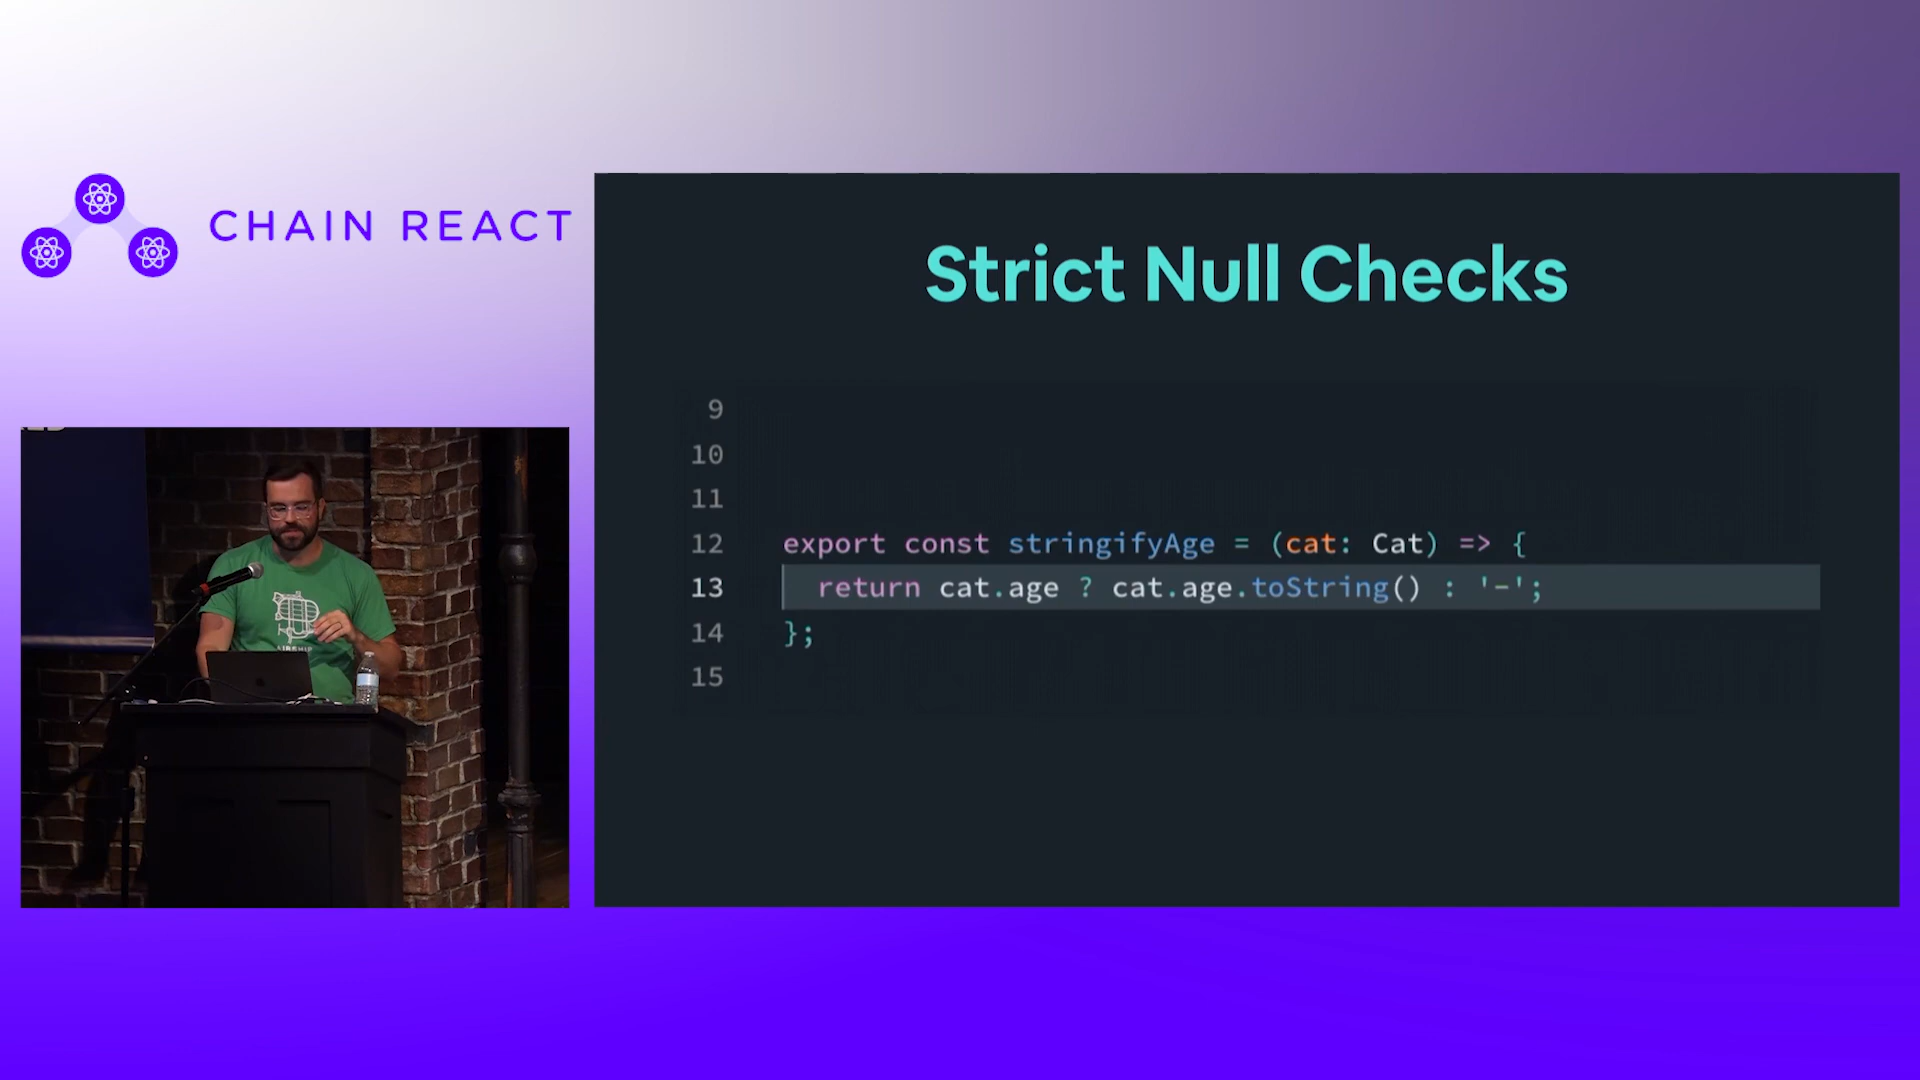 CHAIN REACT
Strict Null Checks
9
10
11
12 export const stringifyAge = (cat: Cat) => {
13 return cat.age ? cat.age.toString() : '-';
14 };
15
AIRSHIP